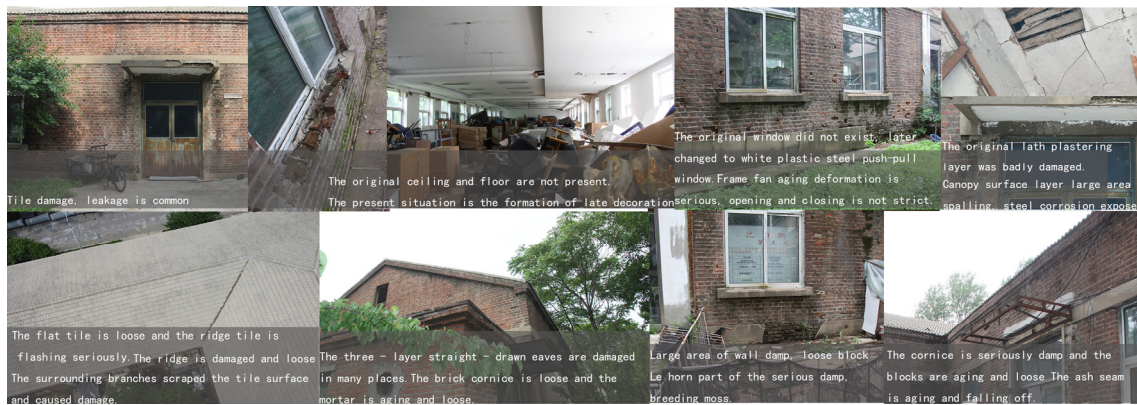 Tile damage, leakage is common
The original ceiling and floor are not present.
The present situation is the formation of late decoration
The original window did not exist, later
changed to white plastic steel push-pull
window. Frame fan aging deformation is
serious, opening and closing is not strict.
The original lath plastering
layer was badly damaged.
Canopy surface layer large area
spalling, steel corrosion expose
The flat tile is loose and the ridge tile is
flashing seriously. The ridge is damaged and loose
The surrounding branches scraped the tile surface
and caused damage.
The three - layer straight - drawn eaves are damaged
in many places. The brick cornice is loose and the
mortar is aging and loose.
Large area of wall damp, loose block
Le horn part of the serious damp,
breeding moss.
The cornice is seriously damp and the
blocks are aging and loose The ash seam
is aging and falling off.